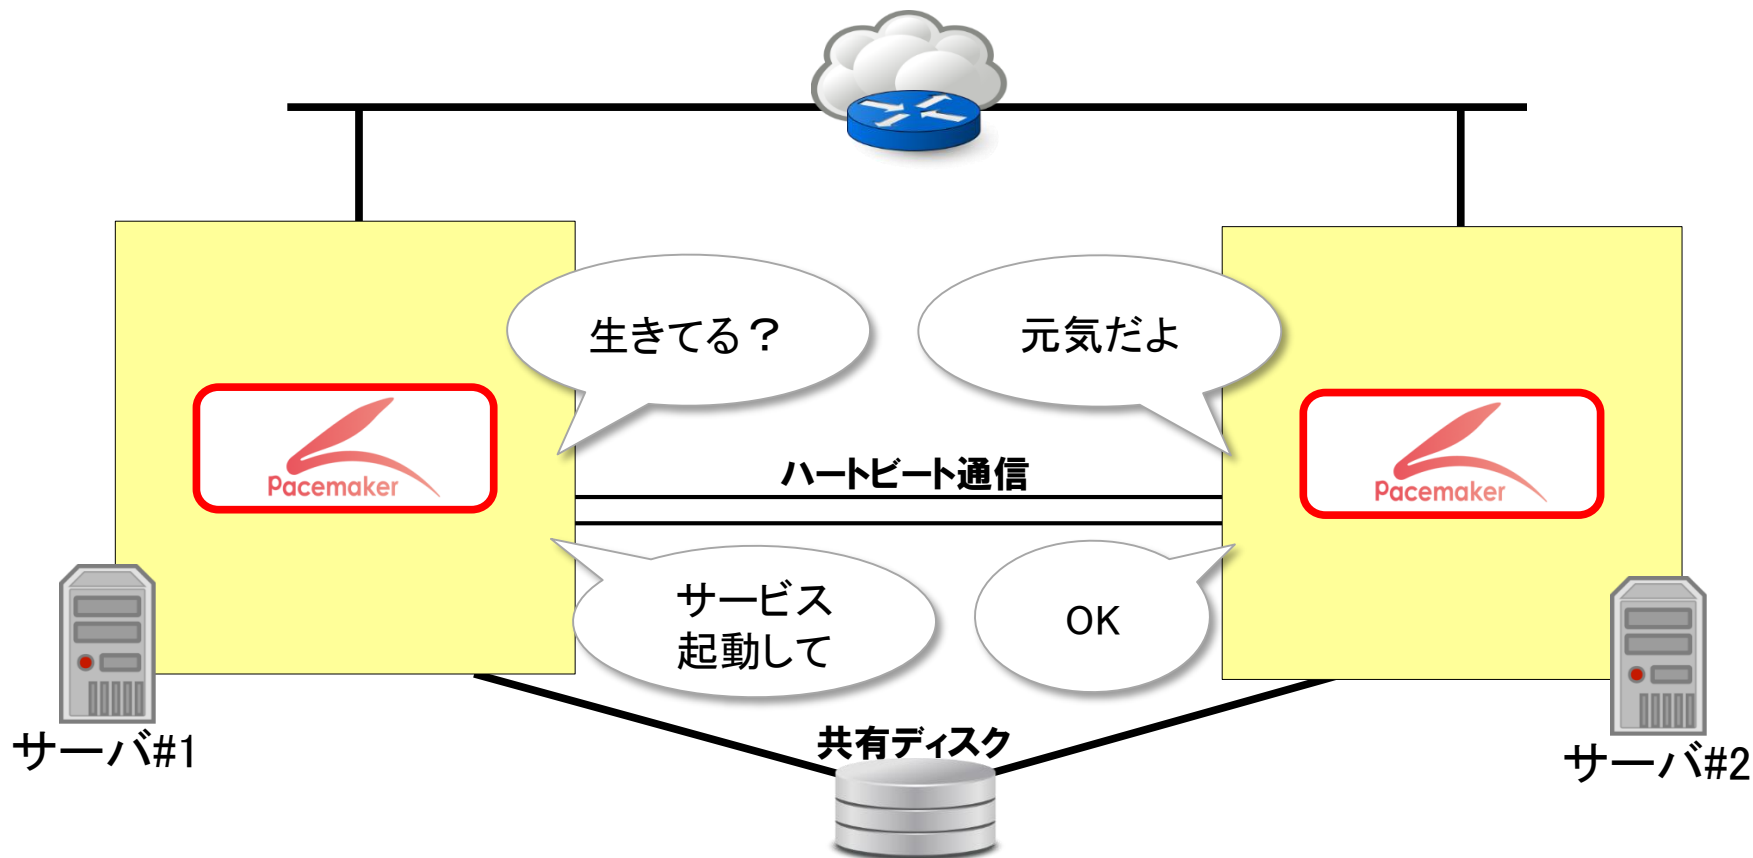 生きてる？
元気だよ
Pacemaker
ハートビート通信
Pacemaker
サービス
起動して
OK
サーバ#1
共有ディスク
サーバ#2